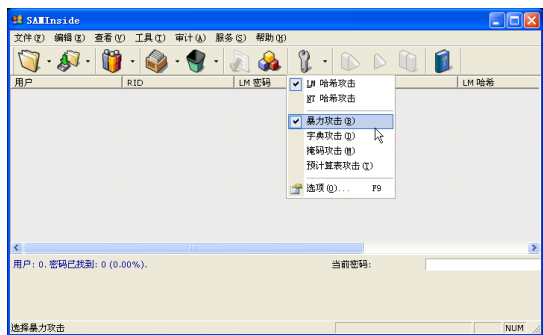 SAMInside
文件(F) 编辑(E) 查看(V) 工具(T) 审计(A) 服务(S) 帮助(H)
用户 RID LM 密码 LM 哈希
LM 哈希攻击
NT 哈希攻击
暴力攻击(B)
字典攻击(D)
掩码攻击(M)
预计算表攻击(T)
选项(O)... F9
用户: 0. 密码已找到: 0 (0.00%). 当前密码:
选择暴力攻击 NUM